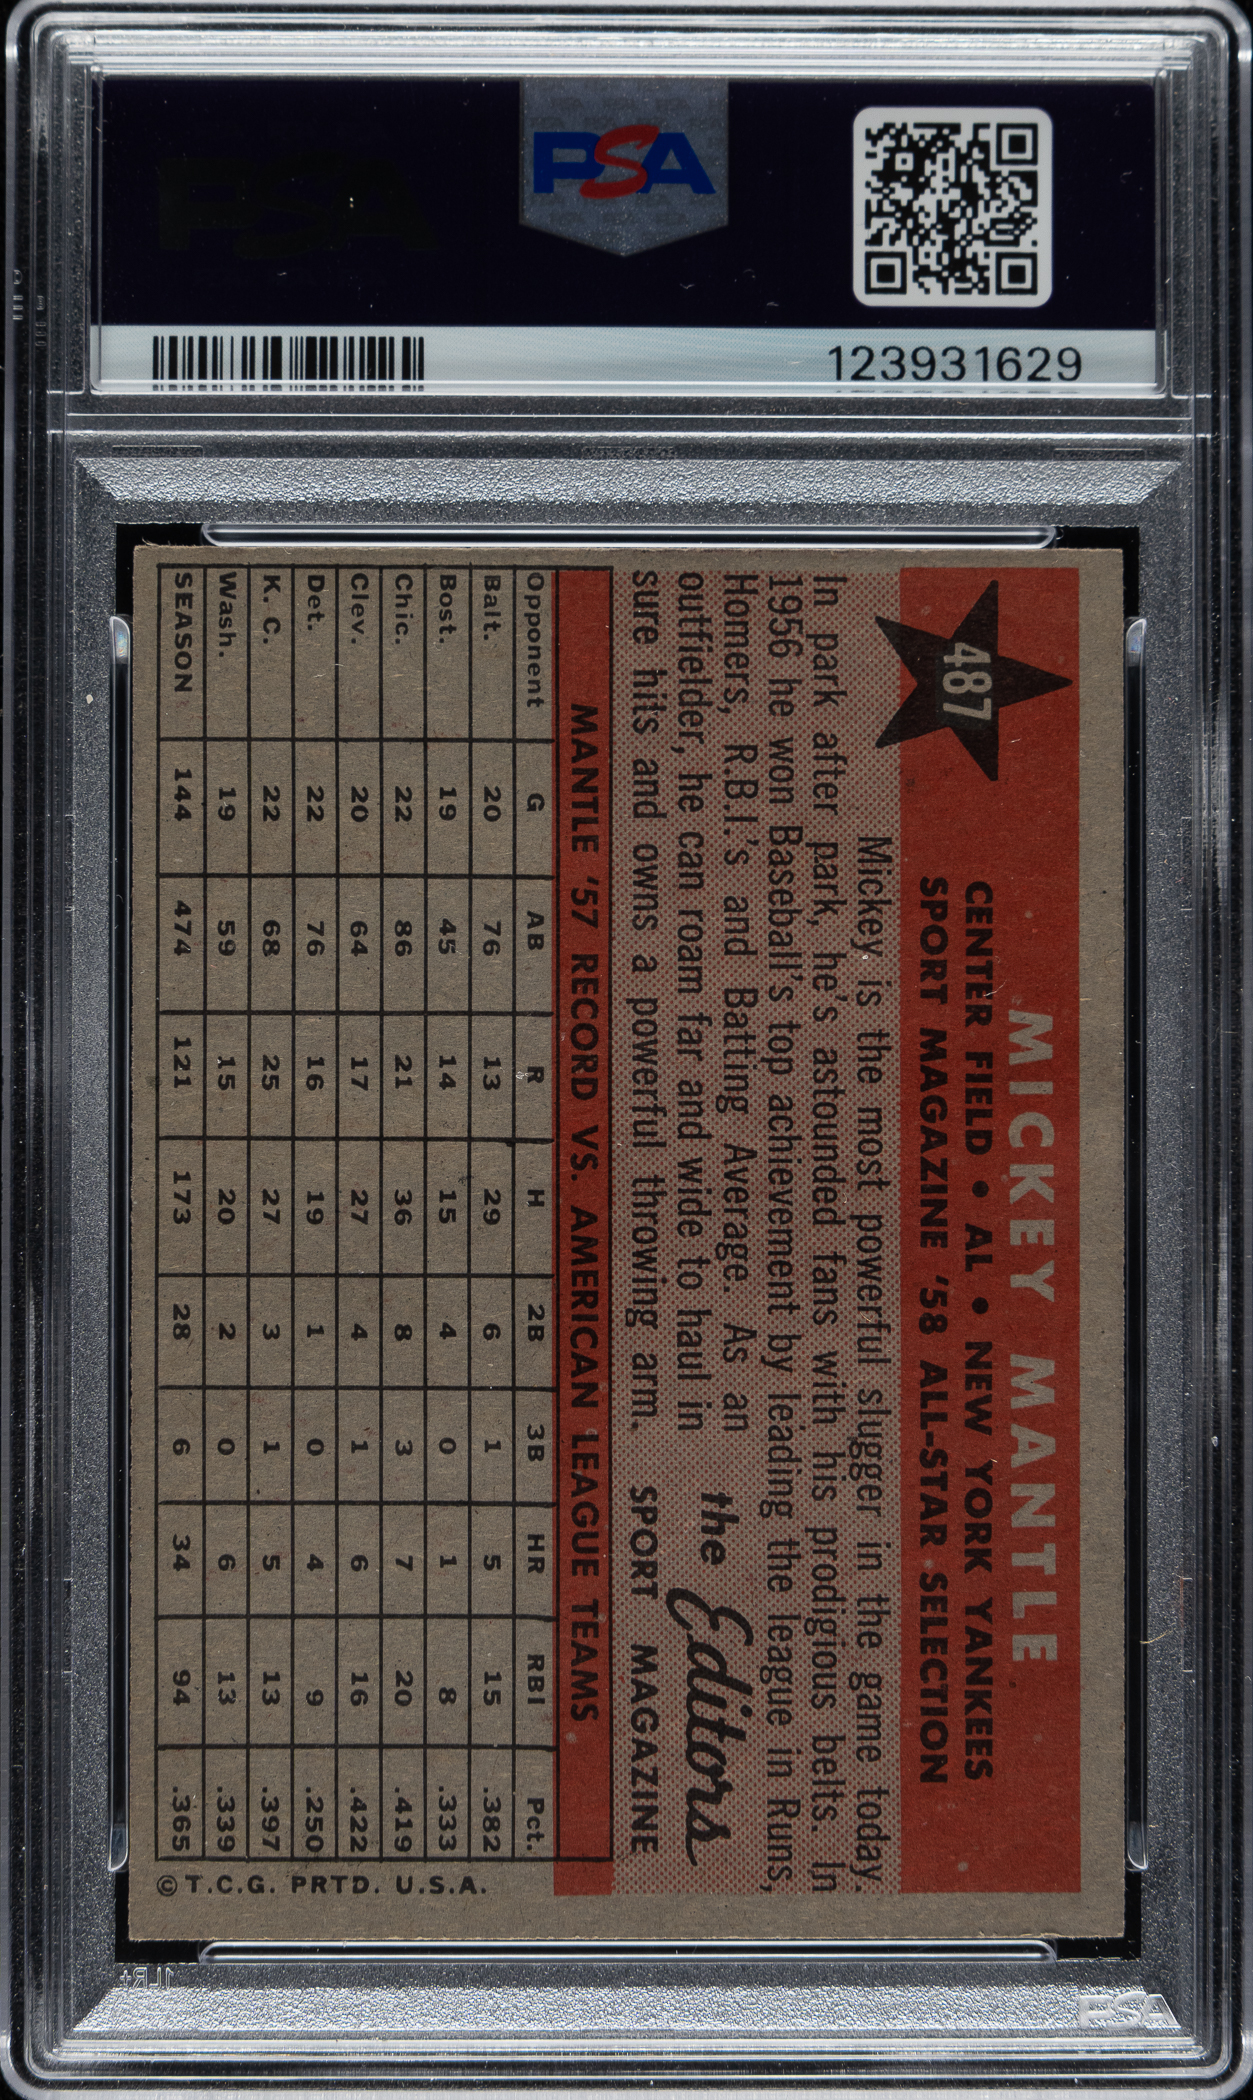 PSA
123931629
487
MICKEY MANTLE
CENTER FIELD • AL • NEW YORK YANKEES
SPORT MAGAZINE '58 ALL-STAR SELECTION
Mickey is the most powerful slugger in the game today.
In park after park, he's astounded fans with his prodigious belts. In
1956 he won Baseball's top achievement by leading the league in Runs,
Homers, R.B.I.'s and Batting Average. As an
outfielder, he can roam far and wide to haul in
sure hits and owns a powerful throwing arm.
the Editors
SPORT MAGAZINE
MANTLE '57 RECORD VS. AMERICAN LEAGUE TEAMS
Opponent G AB R H 2B 3B HR RBI Pct.
Balt. 20 76 13 29 6 1 5 15 .382
Bost. 19 45 14 15 4 0 1 8 .333
Chic. 22 86 21 36 8 3 7 20 .419
Clev. 20 64 17 27 4 1 6 16 .422
Det. 22 76 16 19 1 0 4 9 .250
K. C. 22 68 25 27 3 1 5 13 .397
Wash. 19 59 15 20 2 0 6 13 .339
SEASON 144 474 121 173 28 6 34 94 .365
© T.C.G. PRTD. U.S.A.
1LR+
PSA